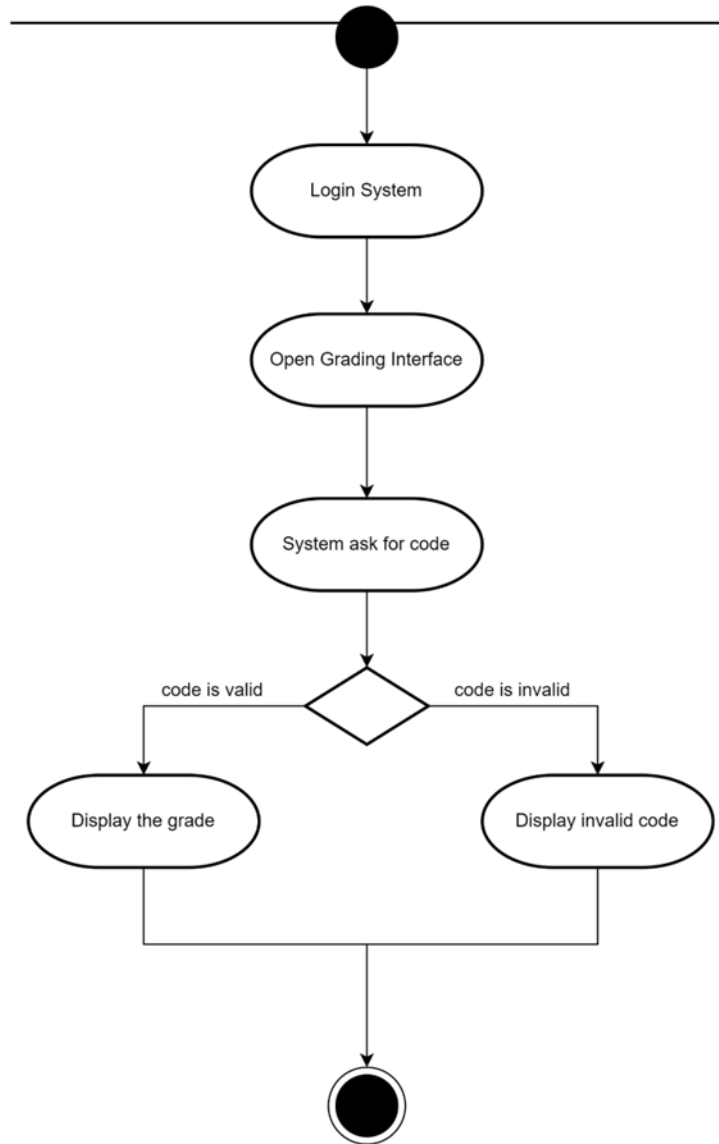 Login System
Open Grading Interface
System ask for code
code is valid
code is invalid
Display the grade
Display invalid code